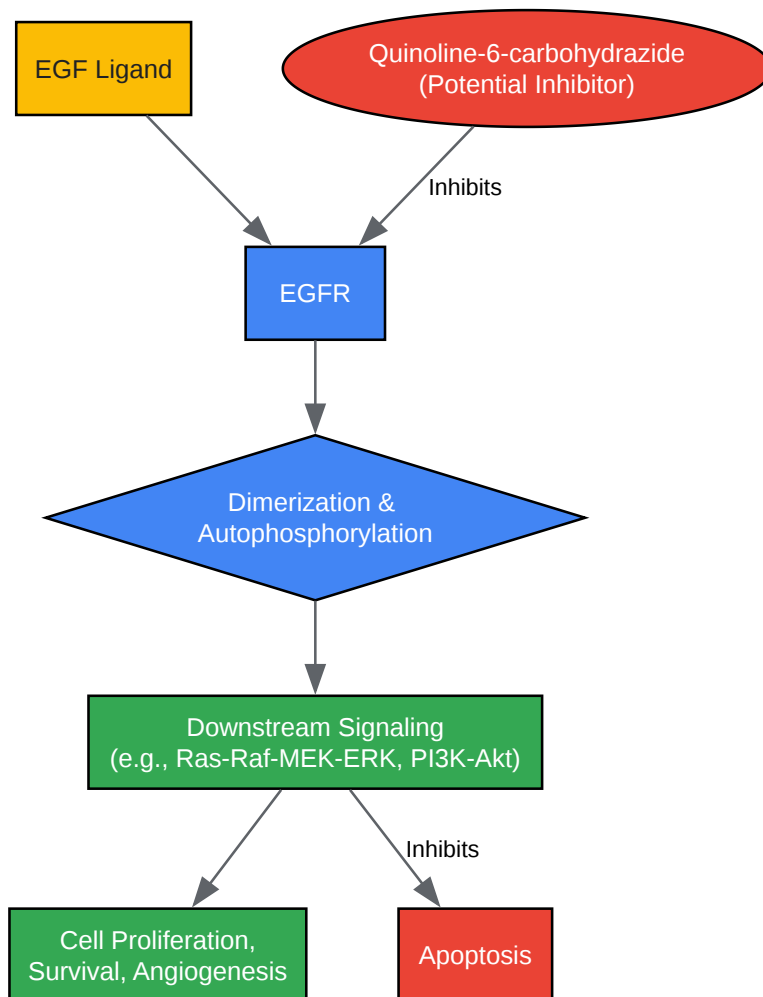 EGF Ligand
Quinoline-6-carbohydrazide
(Potential Inhibitor)
Inhibits
EGFR
Dimerization &
Autophosphorylation
Downstream Signaling
(e.g., Ras-Raf-MEK-ERK, PI3K-Akt)
Inhibits
Cell Proliferation,
Survival, Angiogenesis
Apoptosis